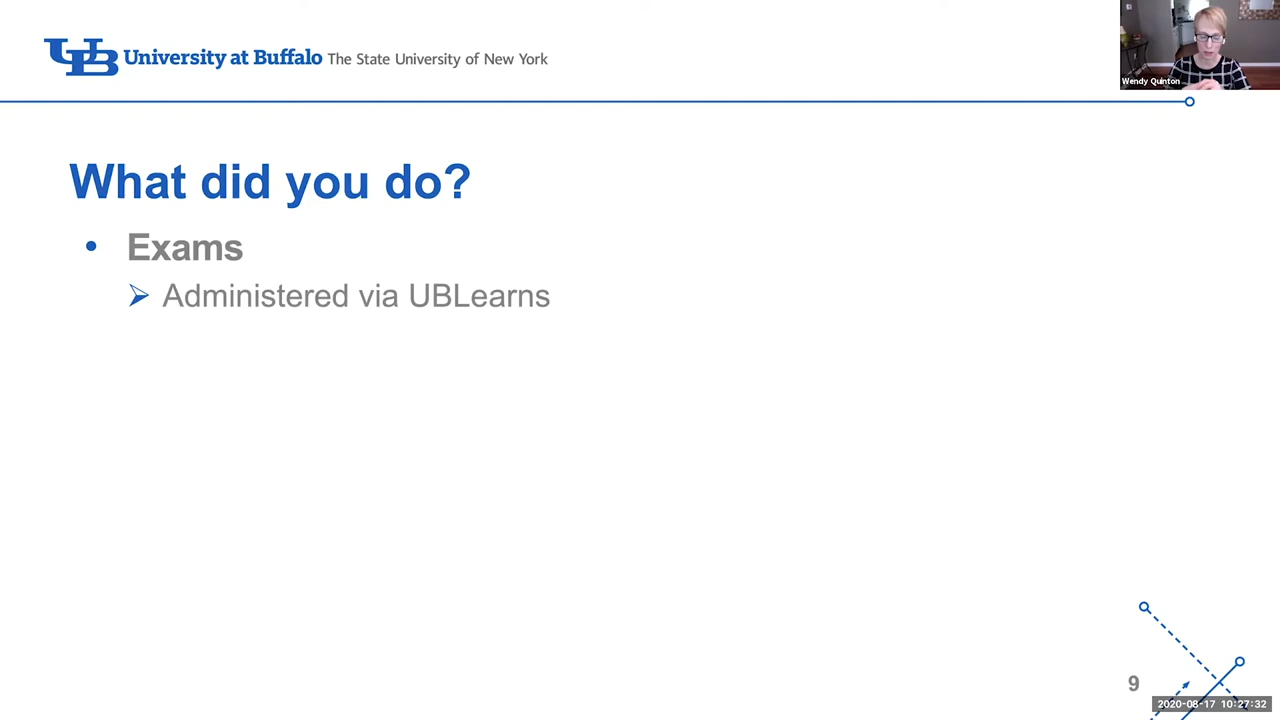 UB University at Buffalo The State University of New York
Wendy Quinton
What did you do?
• Exams
➢ Administered via UBLearns
9
2020-08-17 10:27:32